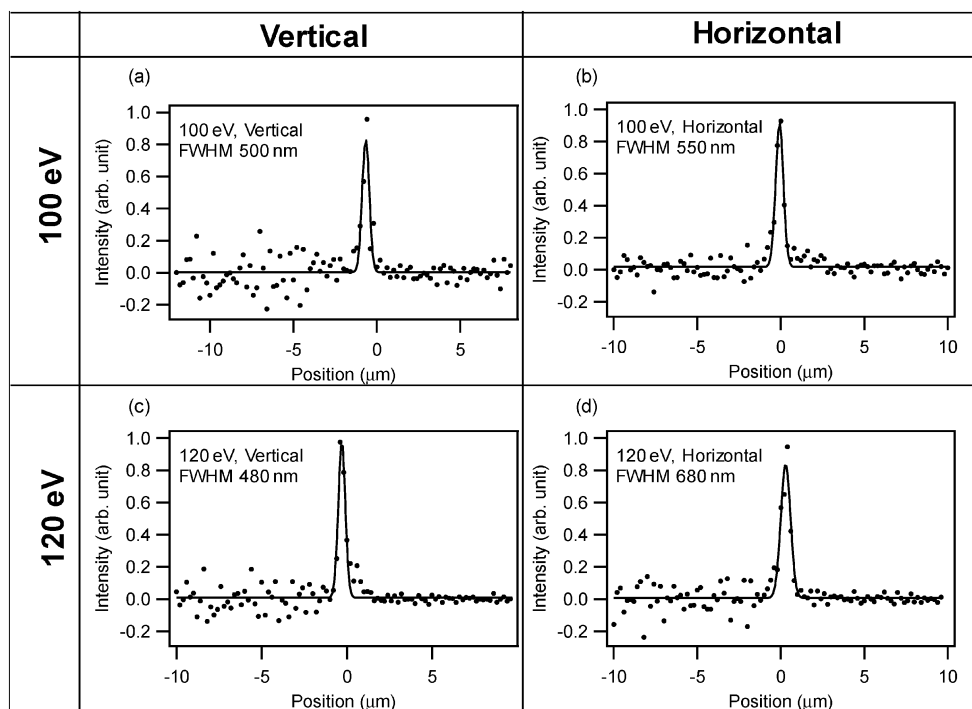 Vertical
Horizontal
100 eV
(a)
1.0
0.8
0.6
0.4
0.2
0.0
-0.2
Intensity (arb. unit)
100 eV, Vertical
FWHM 500 nm
-10
-5
0
5
Position (μm)
(b)
1.0
0.8
0.6
0.4
0.2
0.0
-0.2
Intensity (arb. unit)
100 eV, Horizontal
FWHM 550 nm
-10
-5
0
5
10
Position (μm)
120 eV
(c)
1.0
0.8
0.6
0.4
0.2
0.0
-0.2
Intensity (arb. unit)
120 eV, Vertical
FWHM 480 nm
-10
-5
0
5
Position (μm)
(d)
1.0
0.8
0.6
0.4
0.2
0.0
-0.2
Intensity (arb. unit)
120 eV, Horizontal
FWHM 680 nm
-10
-5
0
5
10
Position (μm)